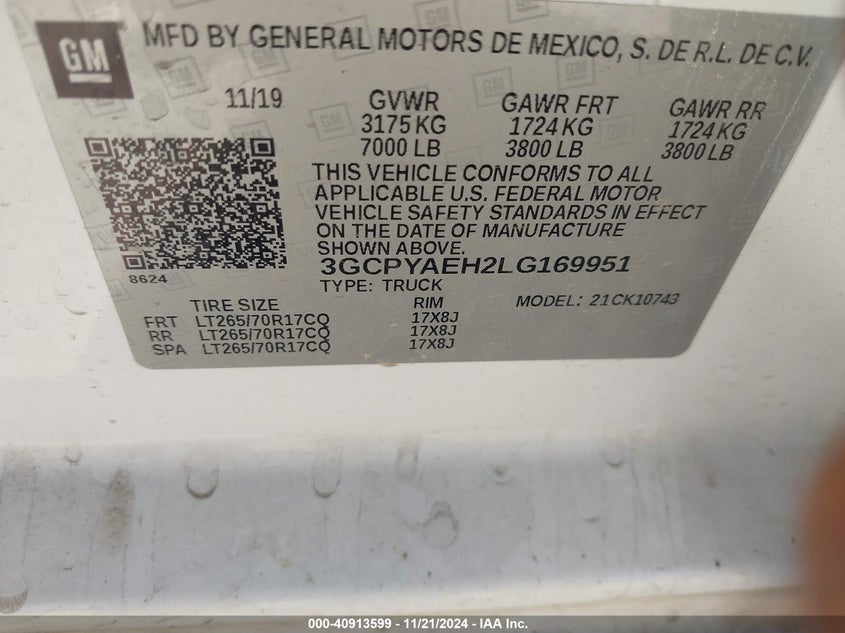 GM MFD BY GENERAL MOTORS DE MEXICO, S. DE R.L. DE C.V.
11/19 GVWR GAWR FRT GAWR RR
3175 KG 1724 KG 1724 KG
7000 LB 3800 LB 3800 LB
THIS VEHICLE CONFORMS TO ALL
APPLICABLE U.S. FEDERAL MOTOR
VEHICLE SAFETY STANDARDS IN EFFECT
ON THE DATE OF MANUFACTURE
SHOWN ABOVE.
8624 3GCPYAEH2LG169951
TYPE: TRUCK MODEL: 21CK10743
TIRE SIZE RIM
FRT LT265/70R17CQ 17X8J
RR LT265/70R17CQ 17X8J
SPA LT265/70R17CQ 17X8J
000-40913599 - 11/21/2024 - IAA Inc.